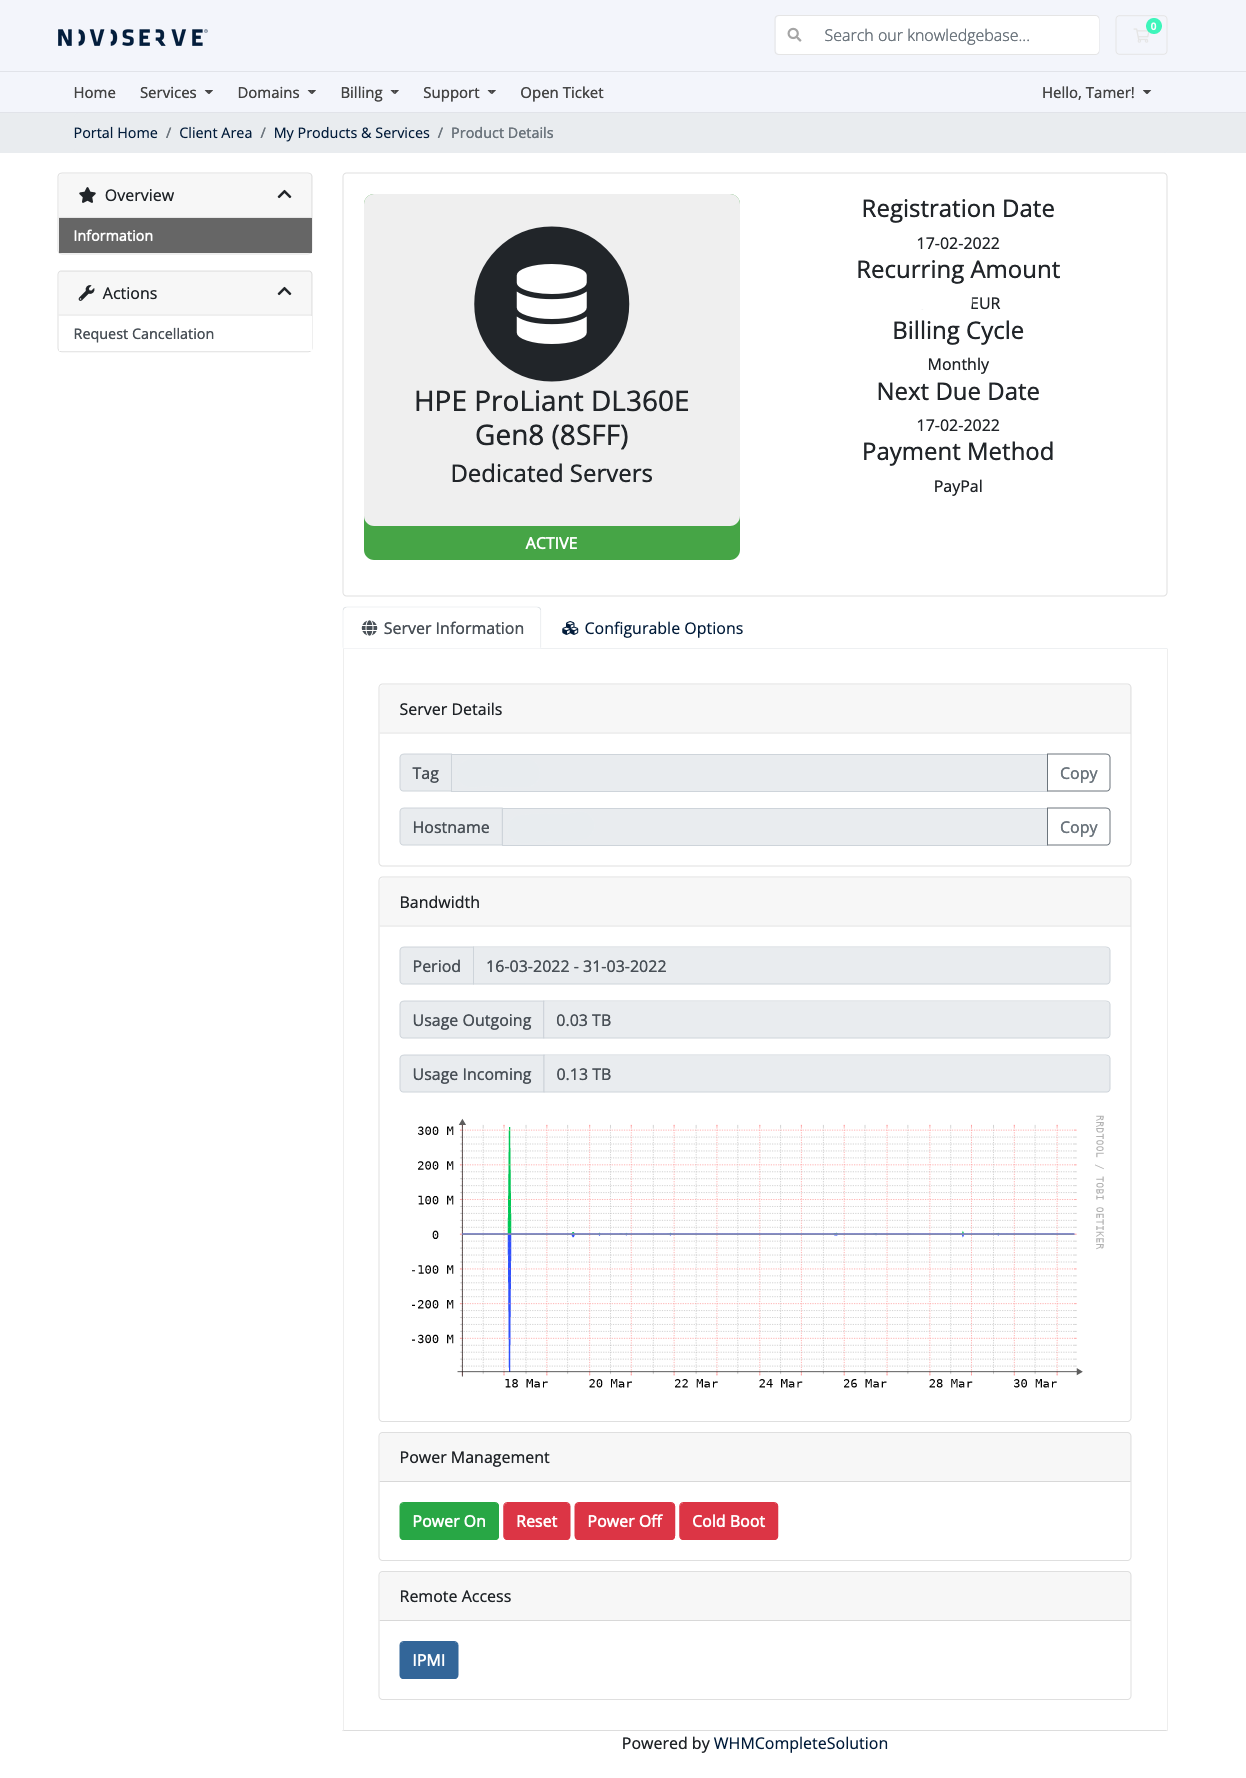 NOVOSERVE
Search our knowledgebase...
0
Home Services Domains Billing Support Open Ticket Hello, Tamer!
Portal Home / Client Area / My Products & Services / Product Details
Overview
Information
Actions
Request Cancellation
HPE ProLiant DL360E
Gen8 (8SFF)
Dedicated Servers
ACTIVE
Registration Date
17-02-2022
Recurring Amount
EUR
Billing Cycle
Monthly
Next Due Date
17-02-2022
Payment Method
PayPal
Server Information Configurable Options
Server Details
Tag Copy
Hostname Copy
Bandwidth
Period 16-03-2022 - 31-03-2022
Usage Outgoing 0.03 TB
Usage Incoming 0.13 TB
300 M
200 M
100 M
0
-100 M
-200 M
-300 M
18 Mar 20 Mar 22 Mar 24 Mar 26 Mar 28 Mar 30 Mar
RRDTOOL / TOBI OETIKER
Power Management
Power On Reset Power Off Cold Boot
Remote Access
IPMI
Powered by WHMCompleteSolution